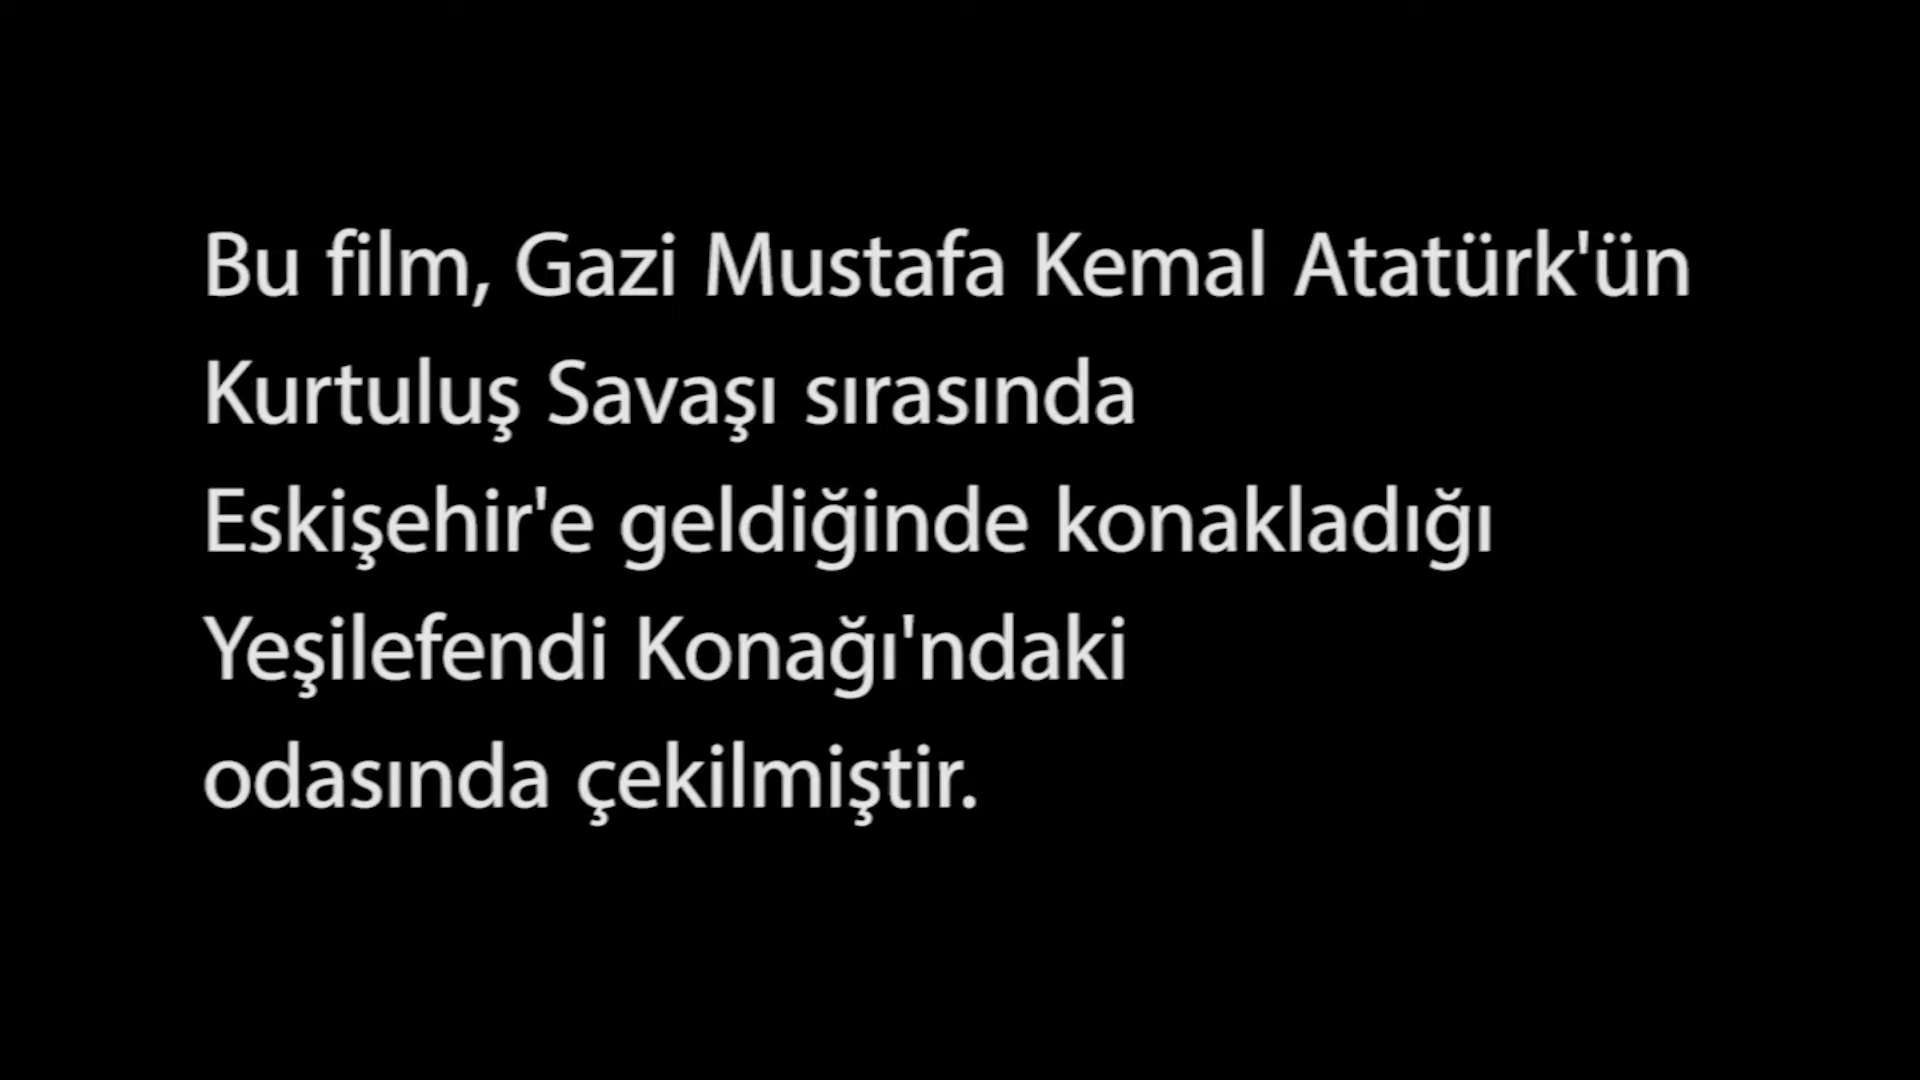 Bu film, Gazi Mustafa Kemal Atatürk'ün
Kurtuluş Savaşı sırasında
Eskişehir'e geldiğinde konakladığı
Yeşilefendi Konağı'ndaki
odasında çekilmiştir.